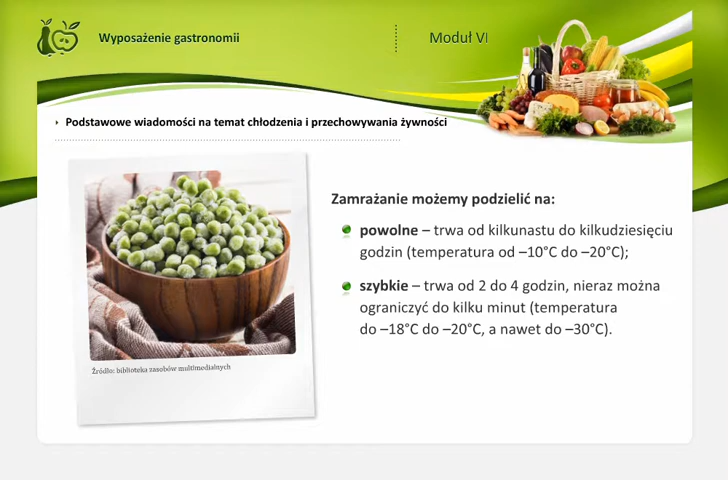 Wyposażenie gastronomii
Moduł VI
Podstawowe wiadomości na temat chłodzenia i przechowywania żywności
Zamrażanie możemy podzielić na:
powolne – trwa od kilkunastu do kilkudziesięciu
godzin (temperatura od –10°C do –20°C);
szybkie – trwa od 2 do 4 godzin, nieraz można
ograniczyć do kilku minut (temperatura
do –18°C do –20°C, a nawet do –30°C).
Źródło: biblioteka zasobów multimedialnych